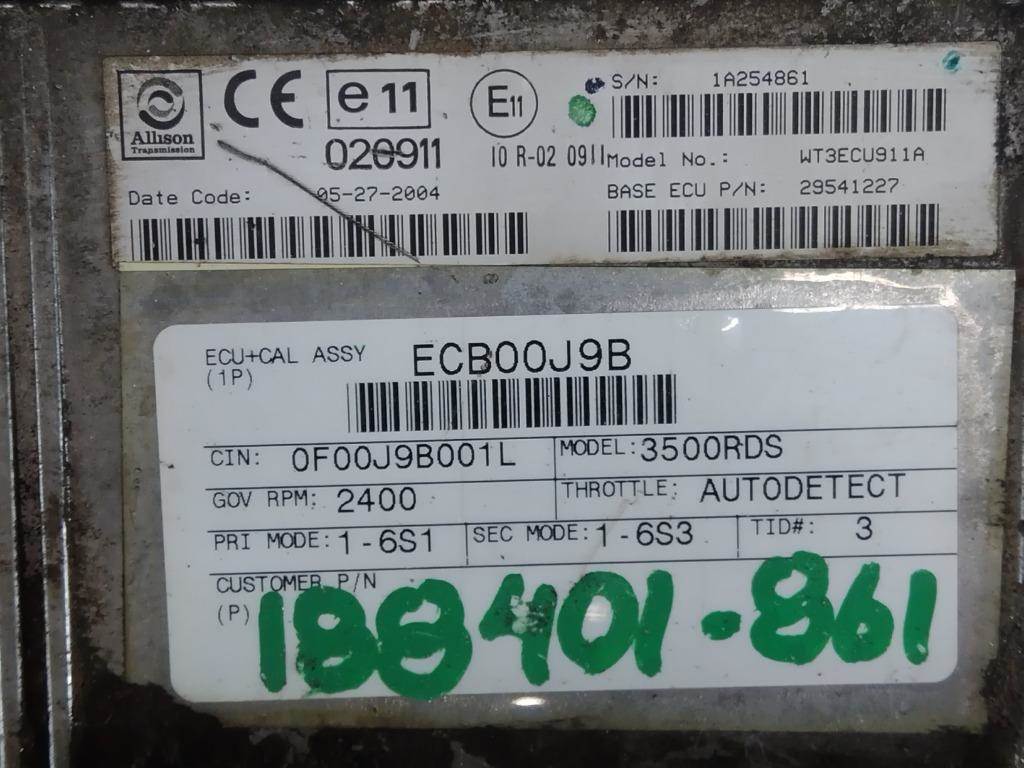 Allison
Transmission
CE
e 11
020911
E11
10 R-02 0911
S/N: 1A254861
Model No.: WT3ECU911A
BASE ECU P/N: 29541227
Date Code: 05-27-2004
ECU+CAL ASSY ECB00J9B
(1P)
CIN: 0F00J9B001L MODEL: 3500RDS
GOV RPM: 2400 THROTTLE: AUTODETECT
PRI MODE: 1-6S1 SEC MODE: 1-6S3 TID#: 3
CUSTOMER P/N
(P)
188401-861